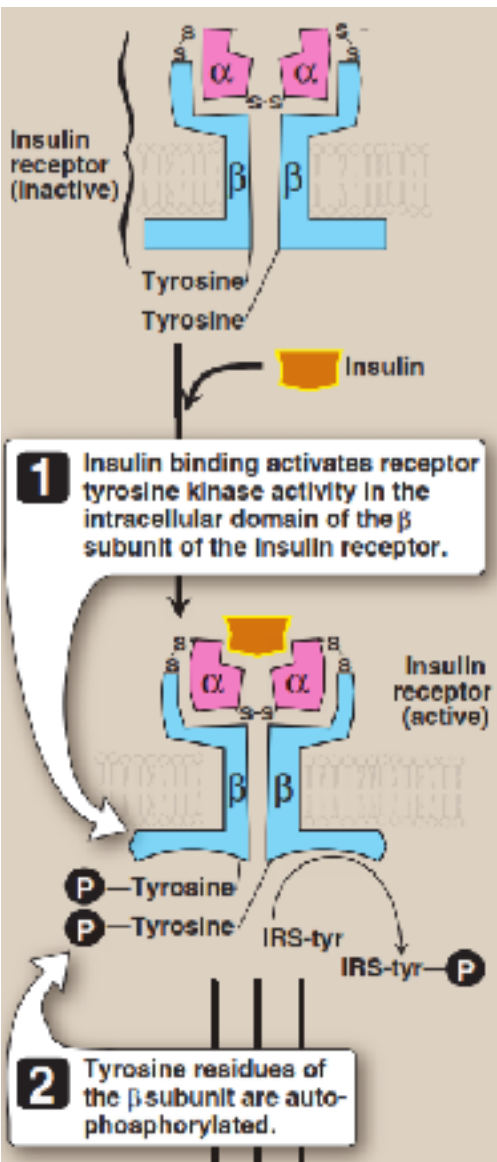 S S
S S
α α
S-S
Insulin
receptor
(inactive)
β β
Tyrosine
Tyrosine
Insulin
1 Insulin binding activates receptor
tyrosine kinase activity in the
intracellular domain of the β
subunit of the insulin receptor.
S S
S S
α α
S-S
Insulin
receptor
(active)
β β
P—Tyrosine
P—Tyrosine
IRS-tyr
IRS-tyr—P
2 Tyrosine residues of
the β subunit are auto-
phosphorylated.